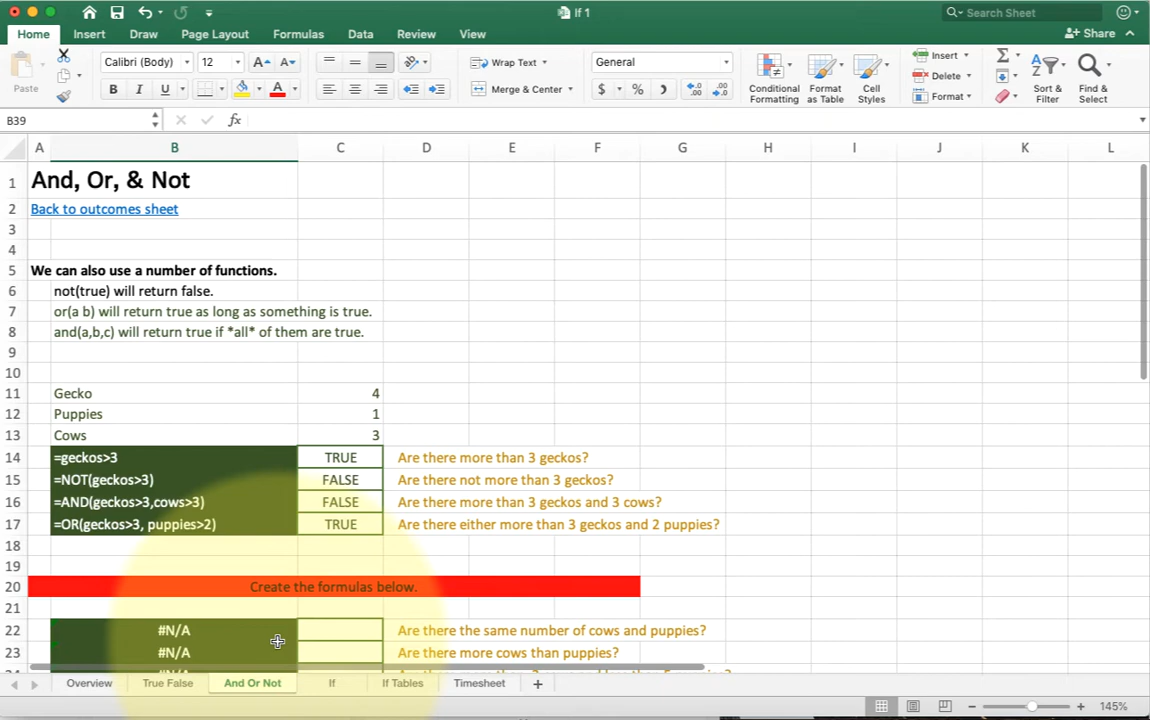 If 1
Search Sheet
Home Insert Draw Page Layout Formulas Data Review View Share
Paste
Calibri (Body) 12
B I U A
Wrap Text
Merge & Center
General
$ %
Conditional Formatting
Format as Table
Cell Styles
Insert
Delete
Format
Sort & Filter
Find & Select
B39 fx
A B C D E F G H I J K L
1 And, Or, & Not
2 Back to outcomes sheet
3
4
5 We can also use a number of functions.
6 not(true) will return false.
7 or(a b) will return true as long as something is true.
8 and(a,b,c) will return true if *all* of them are true.
9
10
11 Gecko 4
12 Puppies 1
13 Cows 3
14 =geckos>3 TRUE Are there more than 3 geckos?
15 =NOT(geckos>3) FALSE Are there not more than 3 geckos?
16 =AND(geckos>3,cows>3) FALSE Are there more than 3 geckos and 3 cows?
17 =OR(geckos>3, puppies>2) TRUE Are there either more than 3 geckos and 2 puppies?
18
19
20 Create the formulas below.
21
22 #N/A Are there the same number of cows and puppies?
23 #N/A Are there more cows than puppies?
Overview True False And Or Not If If Tables Timesheet +
145%